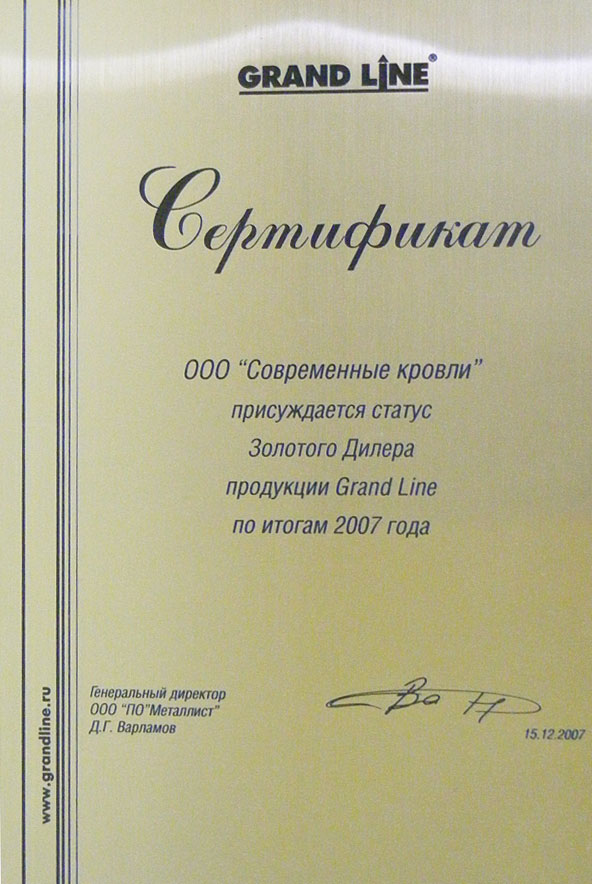 GRAND LINE®
Сертификат
ООО “Современные кровли”
присуждается статус
Золотого Дилера
продукции Grand Line
по итогам 2007 года
Генеральный директор
ООО “ПО”Металлист”
Д.Г. Варламов
15.12.2007
www.grandline.ru